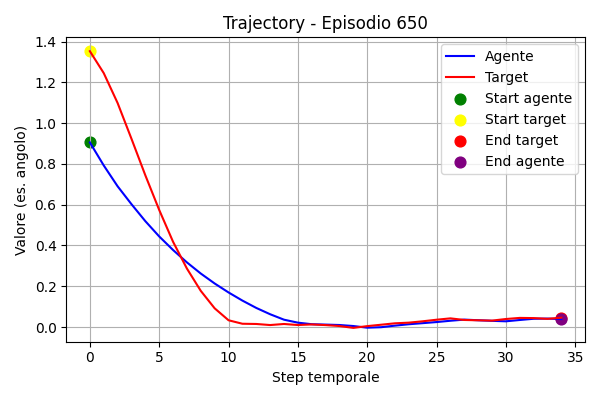 Trajectory - Episodio 650
Valore (es. angolo)
1.4
1.2
1.0
0.8
0.6
0.4
0.2
0.0
Agente
Target
Start agente
Start target
End target
End agente
0 5 10 15 20 25 30 35
Step temporale